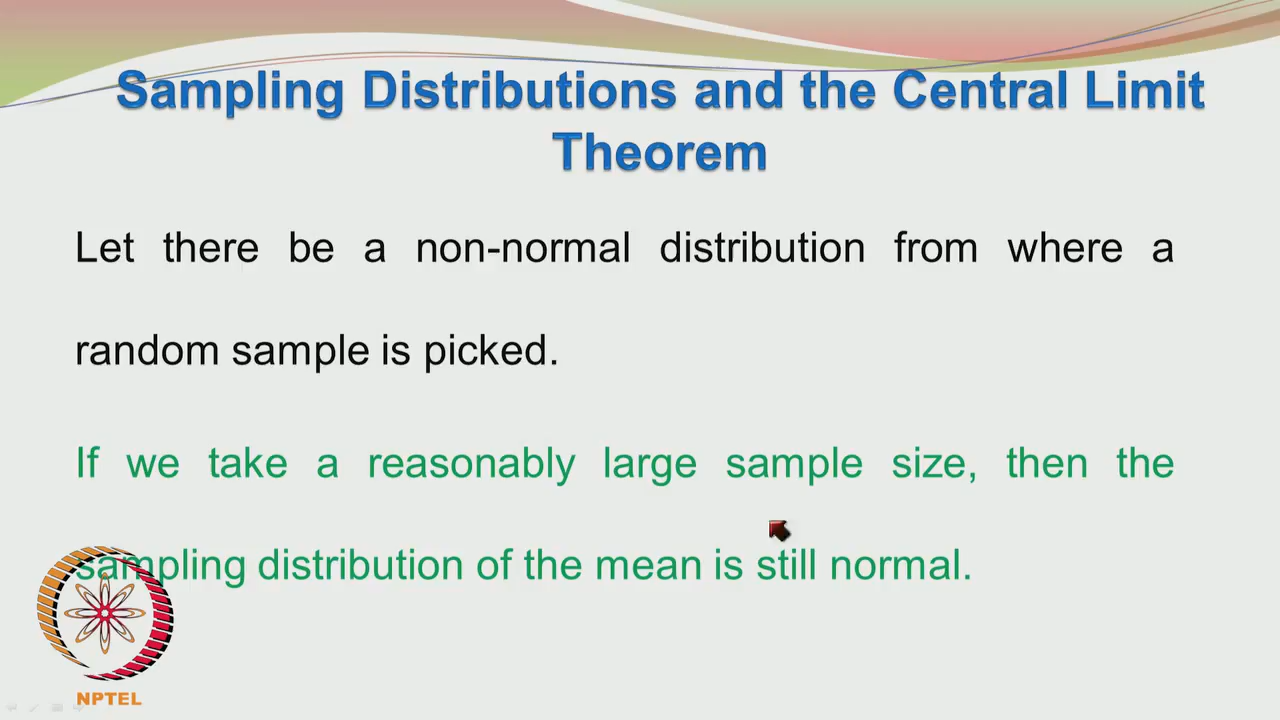 Sampling Distributions and the Central Limit
Theorem
Let there be a non-normal distribution from where a
random sample is picked.
If we take a reasonably large sample size, then the
sampling distribution of the mean is still normal.
NPTEL